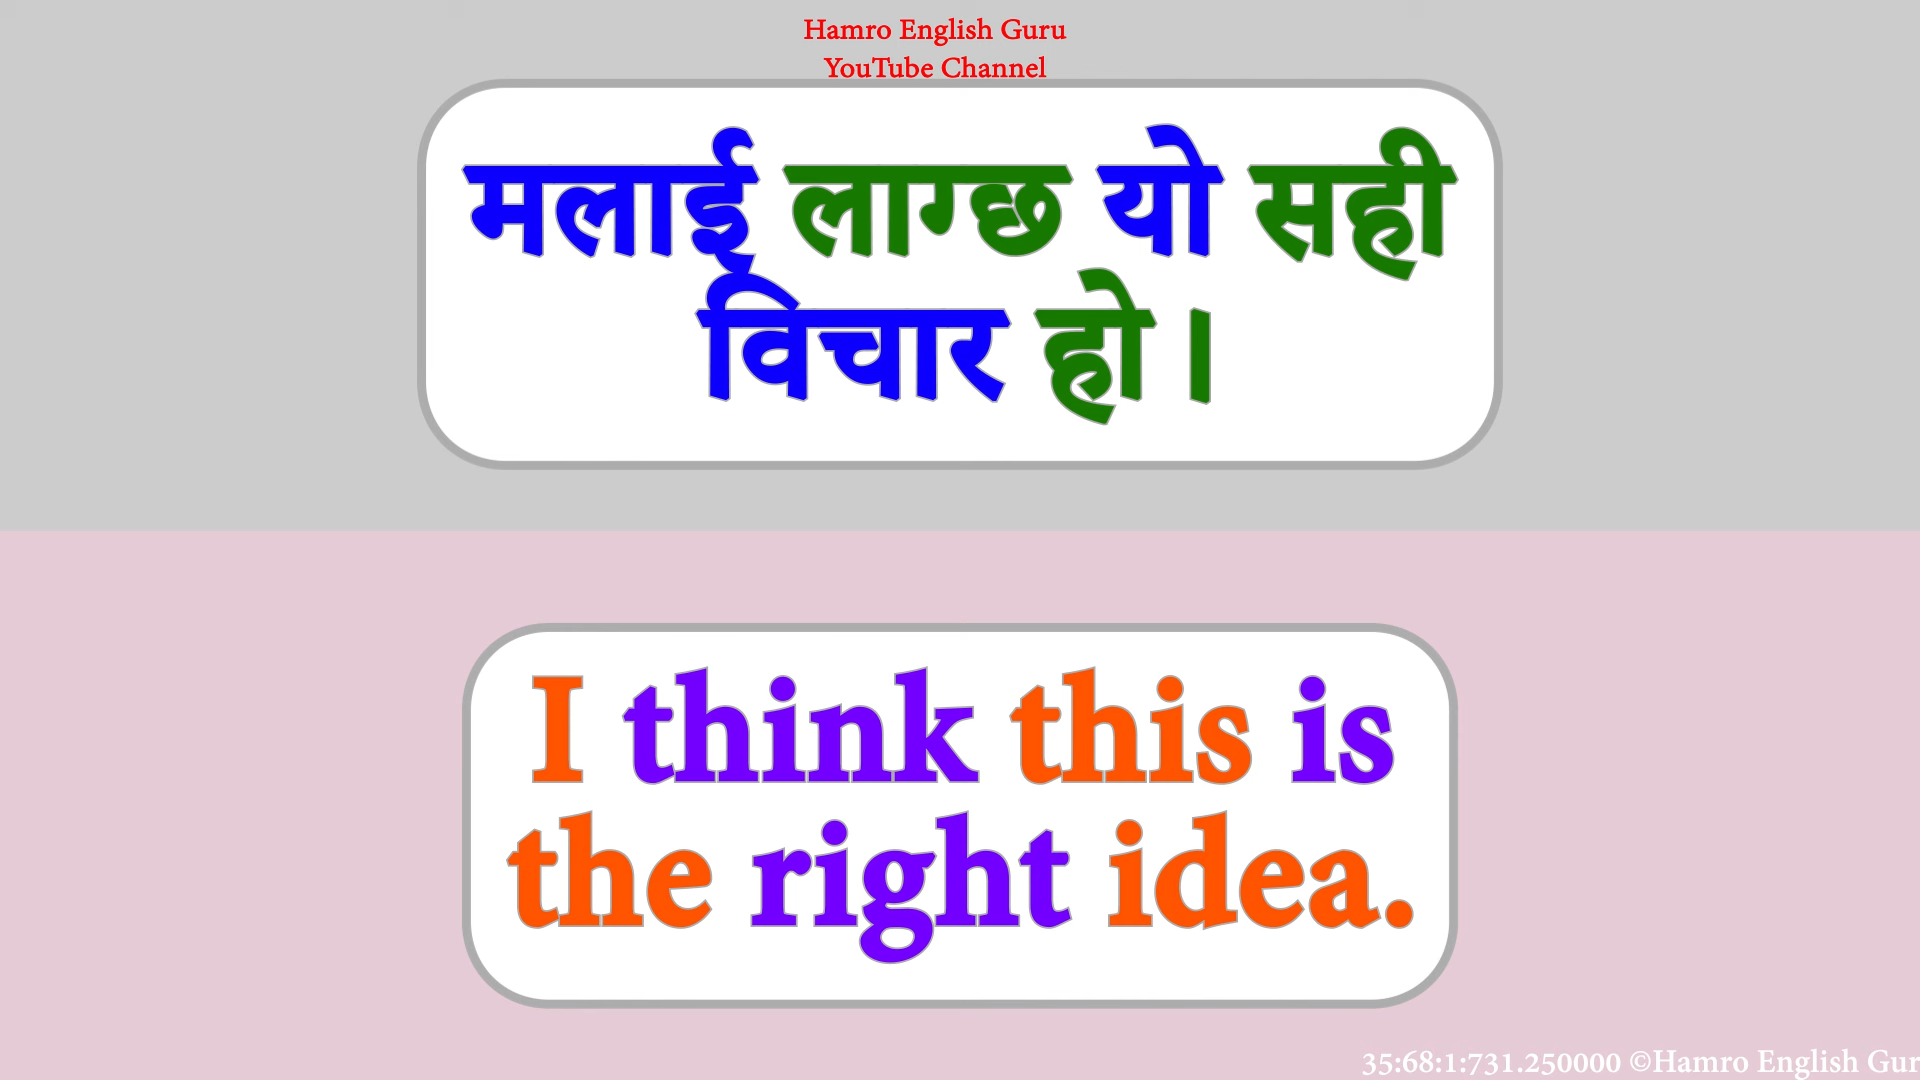 Hamro English Guru
YouTube Channel
मलाई लाग्छ यो सही
विचार हो।
I think this is
the right idea.
35:68:1:731.250000 ©Hamro English Gur